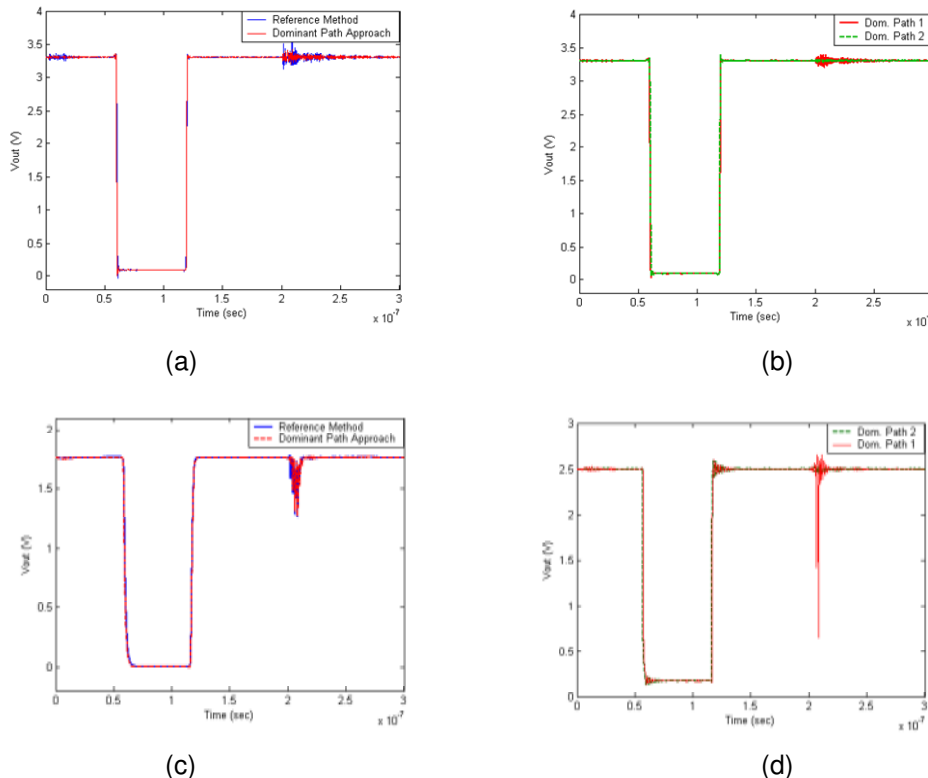 Reference Method
Dominant Path Approach
4
3.5
3
2.5
2
1.5
1
0.5
0
Vout (V)
0 0.5 1 1.5 2 2.5 3
Time (sec)
x 10-7
(a)
Dom. Path 1
Dom. Path 2
4
3.5
3
2.5
2
1.5
1
0.5
0
Vout (V)
0 0.5 1 1.5 2 2.5
Time (sec)
(b)
Reference Method
Dominant Path Approach
2
1.5
1
0.5
0
Vout (V)
0 0.5 1 1.5 2 2.5 3
Time (sec)
x 10-7
(c)
Dom. Path 2
Dom. Path 1
3
2.5
2
1.5
1
0.5
0
Vout (V)
0 0.5 1 1.5 2 2.5 3
Time (sec)
x 10-7
(d)